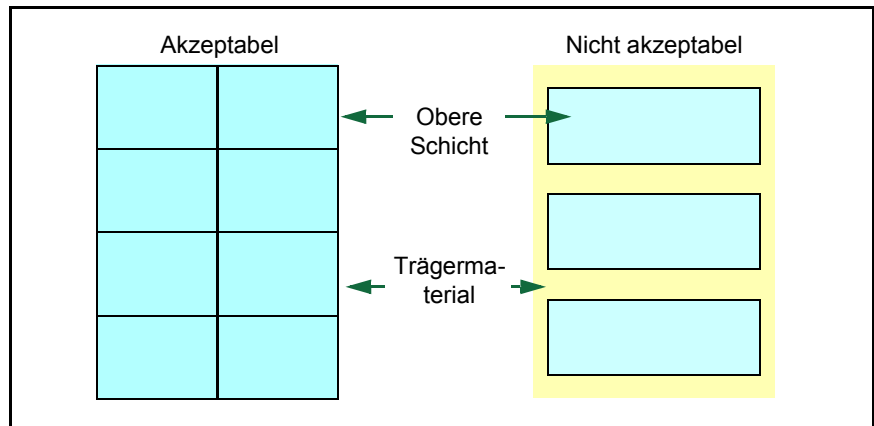 Akzeptabel
Nicht akzeptabel
Obere
Schicht
Trägerma-
terial